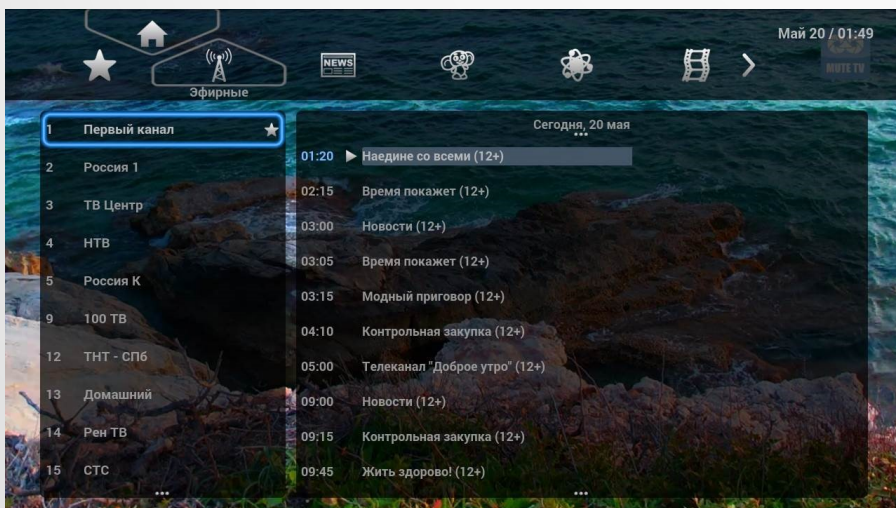 Май 20 / 01:49
NEWS
MUTE TV
Эфирные
1 Первый канал
2 Россия 1
3 ТВ Центр
4 НТВ
5 Россия К
9 100 ТВ
12 ТНТ - СПб
13 Домашний
14 Рен ТВ
15 СТС
...
Сегодня, 20 мая
...
01:20 Наедине со всеми (12+)
02:15 Время покажет (12+)
03:00 Новости (12+)
03:05 Время покажет (12+)
03:15 Модный приговор (12+)
04:10 Контрольная закупка (12+)
05:00 Телеканал "Доброе утро" (12+)
09:00 Новости (12+)
09:15 Контрольная закупка (12+)
09:45 Жить здорово! (12+)
...